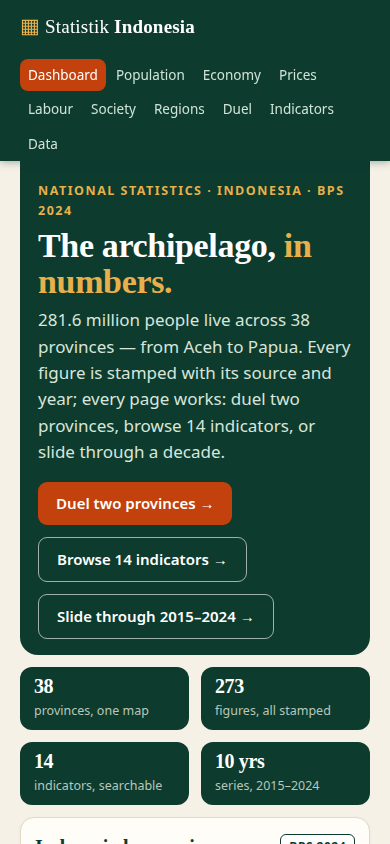 Statistik Indonesia
Dashboard Population Economy Prices
Labour Society Regions Duel Indicators
Data
NATIONAL STATISTICS · INDONESIA · BPS
2024
The archipelago, in
numbers.
281.6 million people live across 38
provinces — from Aceh to Papua. Every
figure is stamped with its source and
year; every page works: duel two
provinces, browse 14 indicators, or
slide through a decade.
Duel two provinces →
Browse 14 indicators →
Slide through 2015–2024 →
38 273
provinces, one map figures, all stamped
14 10 yrs
indicators, searchable series, 2015–2024